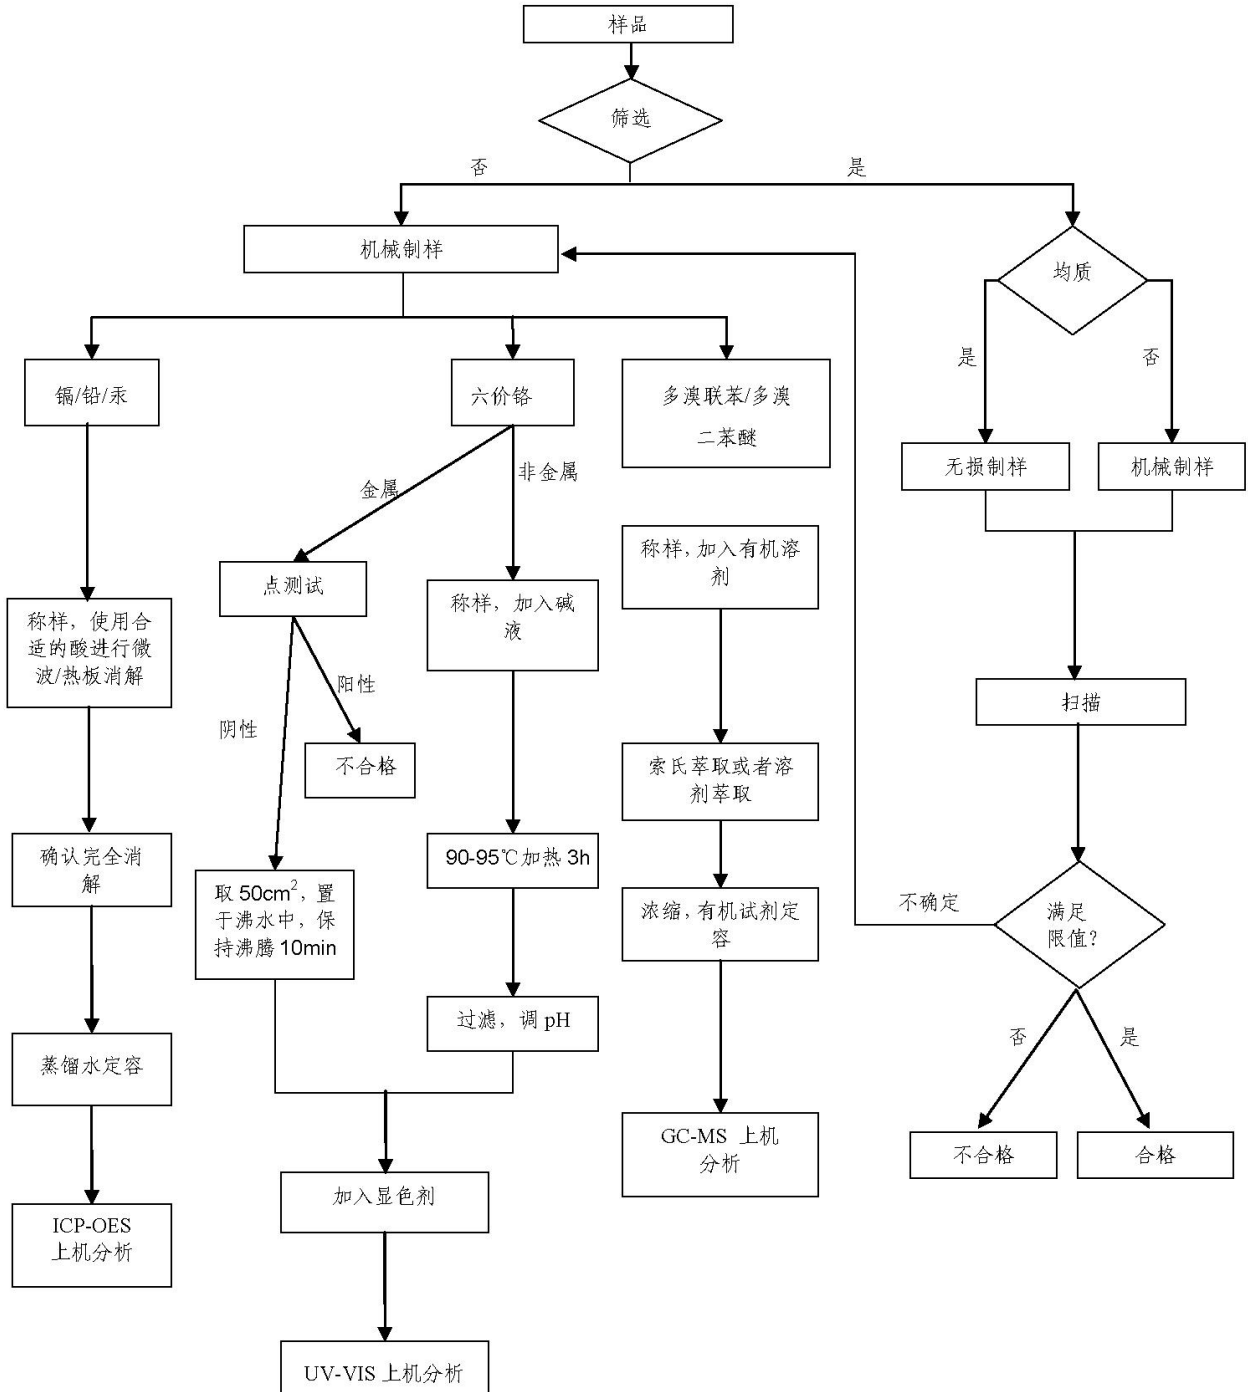 样品
筛选
否
是
机械制样
均质
是
否
镉/铅/汞
六价铬
多溴联苯/多溴
二苯醚
无损制样
机械制样
金属
非金属
称样,加入有机溶
剂
点测试
称样，加入碱
液
称样，使用合
适的酸进行微
波/热板消解
阳性
阴性
扫描
不合格
索氏萃取或者溶
剂萃取
确认完全消
解
90-95℃加热 3h
取 50cm²，置
于沸水中，保
持沸腾 10min
浓缩,有机试剂定
容
不确定
满足
限值?
过滤，调 pH
否
是
蒸馏水定容
GC-MS 上机
分析
不合格
合格
加入显色剂
ICP-OES
上机分析
UV-VIS 上机分析